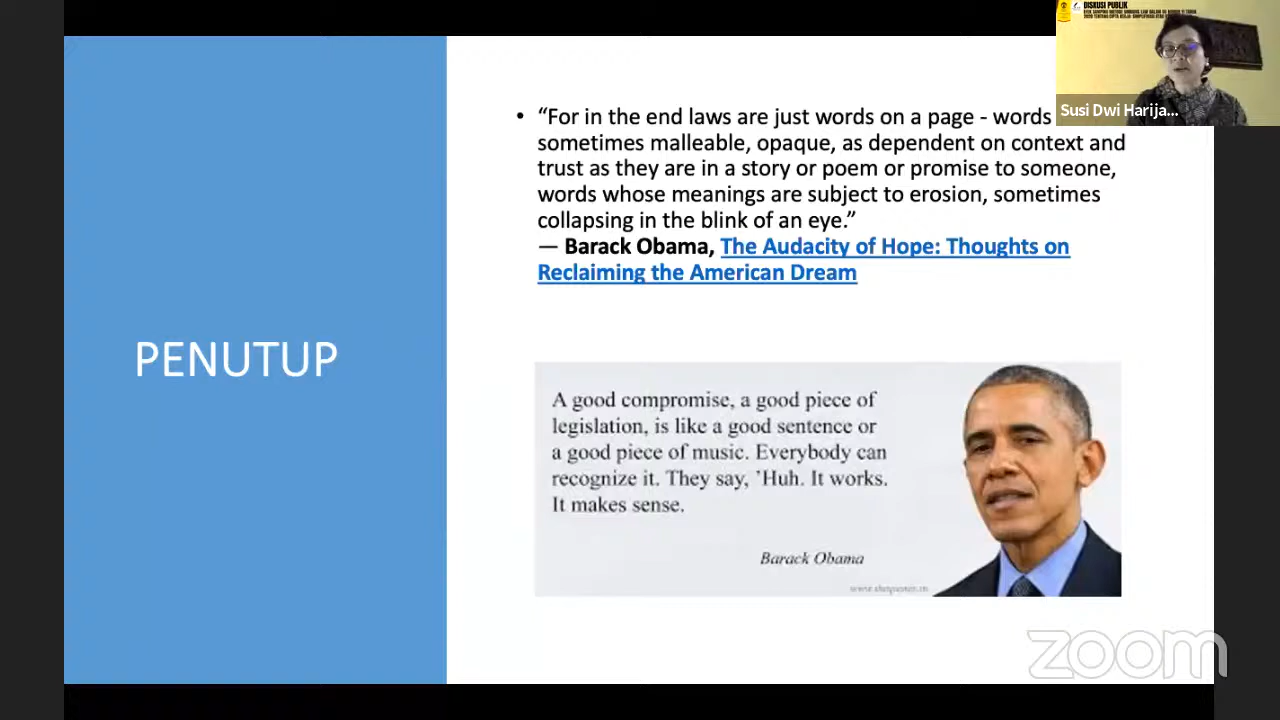 DISKUSI PUBLIK
Susi Dwi Harija...
PENUTUP
• “For in the end laws are just words on a page - words
sometimes malleable, opaque, as dependent on context and
trust as they are in a story or poem or promise to someone,
words whose meanings are subject to erosion, sometimes
collapsing in the blink of an eye.”
— Barack Obama, The Audacity of Hope: Thoughts on
Reclaiming the American Dream
A good compromise, a good piece of
legislation, is like a good sentence or
a good piece of music. Everybody can
recognize it. They say, 'Huh. It works.
It makes sense.
Barack Obama
zoom